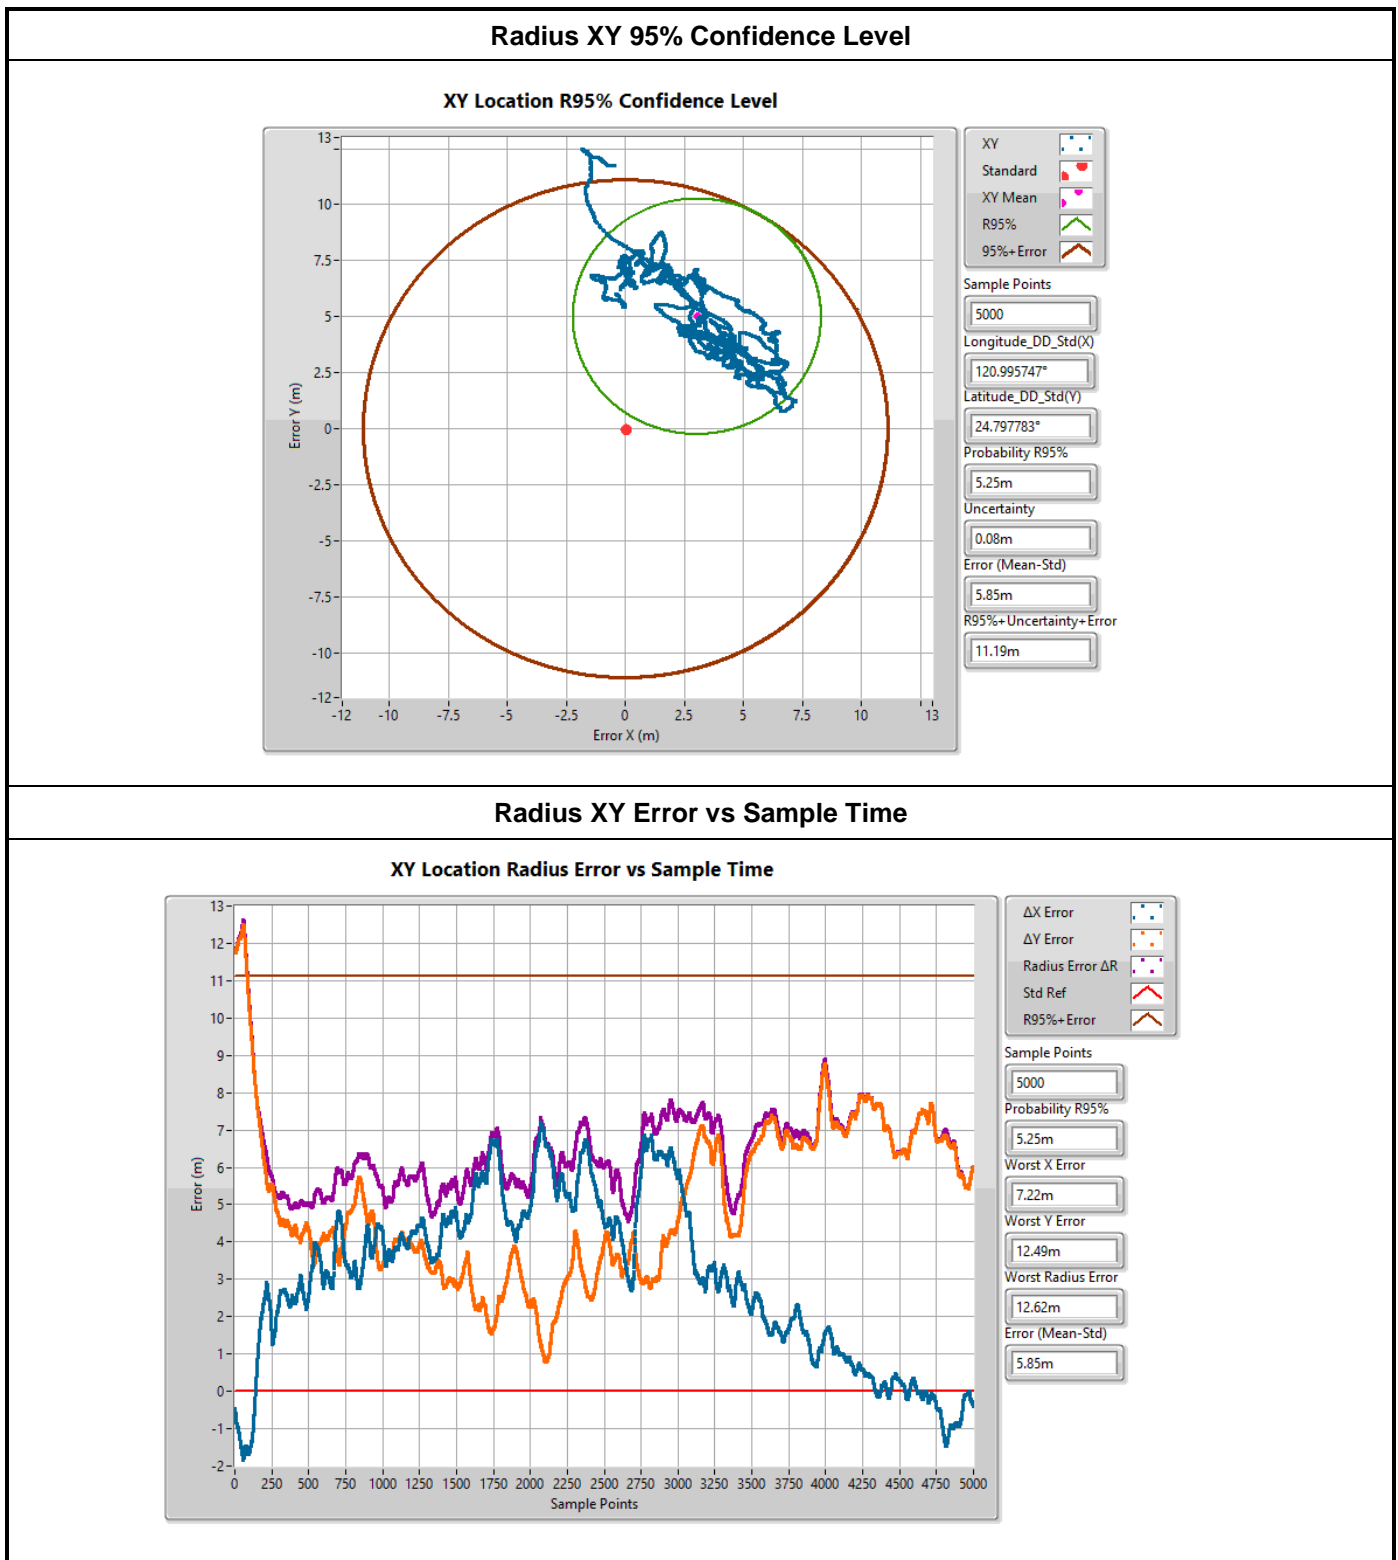 Radius XY 95% Confidence Level
XY Location R95% Confidence Level
13
10
7.5
5
2.5
0
-2.5
-5
-7.5
-10
-12
Error Y (m)
-12 -10 -7.5 -5 -2.5 0 2.5 5 7.5 10 13
Error X (m)
XY
Standard
XY Mean
R95%
95%+Error
Sample Points
5000
Longitude_DD_Std(X)
120.995747°
Latitude_DD_Std(Y)
24.797783°
Probability R95%
5.25m
Uncertainty
0.08m
Error (Mean-Std)
5.85m
R95%+Uncertainty+Error
11.19m
Radius XY Error vs Sample Time
XY Location Radius Error vs Sample Time
13
12
11
10
9
8
7
6
5
4
3
2
1
0
-1
-2
Error (m)
0 250 500 750 1000 1250 1500 1750 2000 2250 2500 2750 3000 3250 3500 3750 4000 4250 4500 4750 5000
Sample Points
ΔX Error
ΔY Error
Radius Error ΔR
Std Ref
R95%+Error
Sample Points
5000
Probability R95%
5.25m
Worst X Error
7.22m
Worst Y Error
12.49m
Worst Radius Error
12.62m
Error (Mean-Std)
5.85m